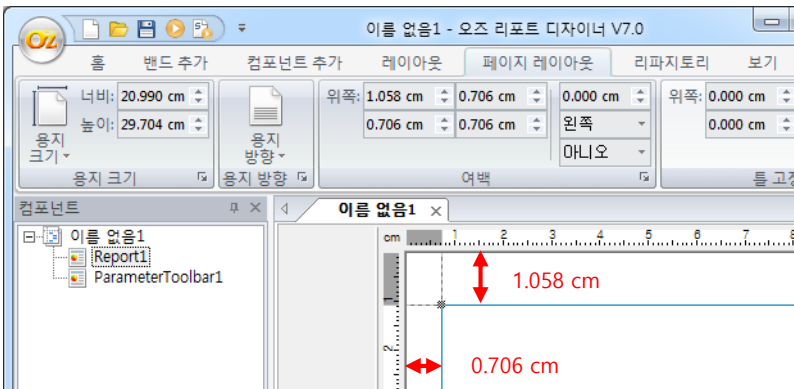 OZ 이름 없음1 - 오즈 리포트 디자이너 V7.0
홈 밴드 추가 컴포넌트 추가 레이아웃 페이지 레이아웃 리파지토리 보기
너비: 20.990 cm 위쪽: 1.058 cm 0.706 cm 0.000 cm 위쪽: 0.000 cm
높이: 29.704 cm 0.706 cm 0.706 cm 왼쪽 0.000 cm
용지 크기 용지 방향 아니오
용지 크기 용지 방향 여백 틀 고정
컴포넌트 이름 없음1
이름 없음1
Report1
ParameterToolbar1
cm 1 2 3 4 5 6 7 8
1
2
1.058 cm
0.706 cm